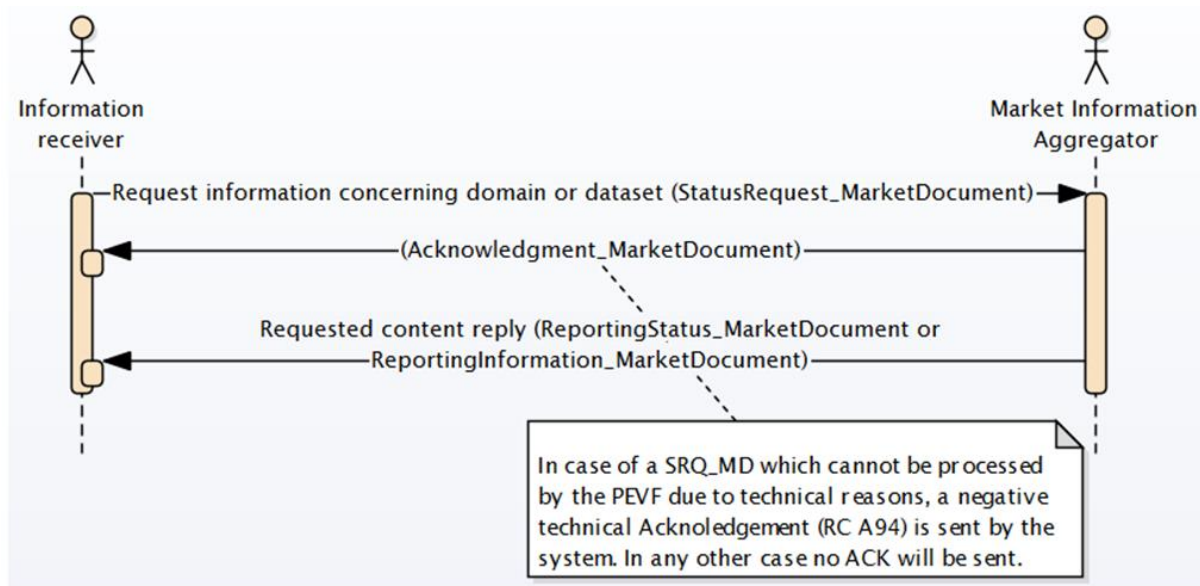 Information
receiver
Market Information
Aggregator
Request information concerning domain or dataset (StatusRequest_MarketDocument)
(Acknowledgment_MarketDocument)
Requested content reply (ReportingStatus_MarketDocument or
ReportingInformation_MarketDocument)
In case of a SRQ_MD which cannot be processed
by the PEVF due to technical reasons, a negative
technical Acknoledgement (RC A94) is sent by the
system. In any other case no ACK will be sent.